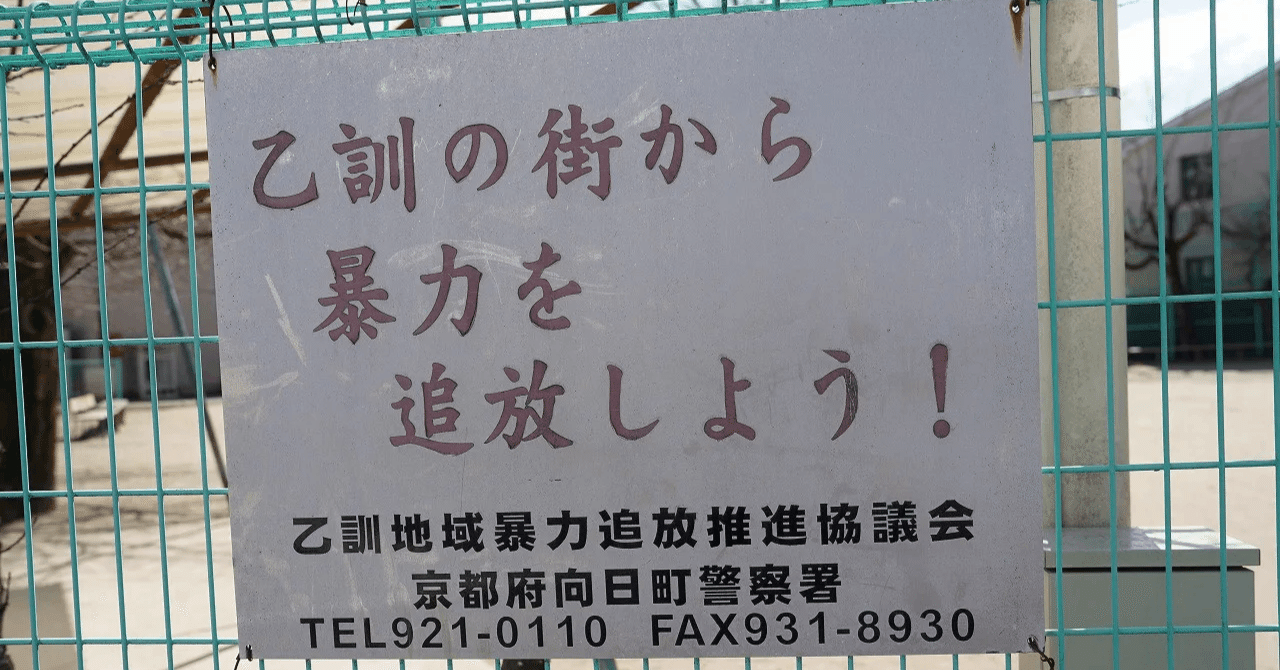 乙訓の街から
暴力を
追放しよう!
乙訓地域暴力追放推進協議会
京都府向日町警察署
TEL921-0110 FAX931-8930